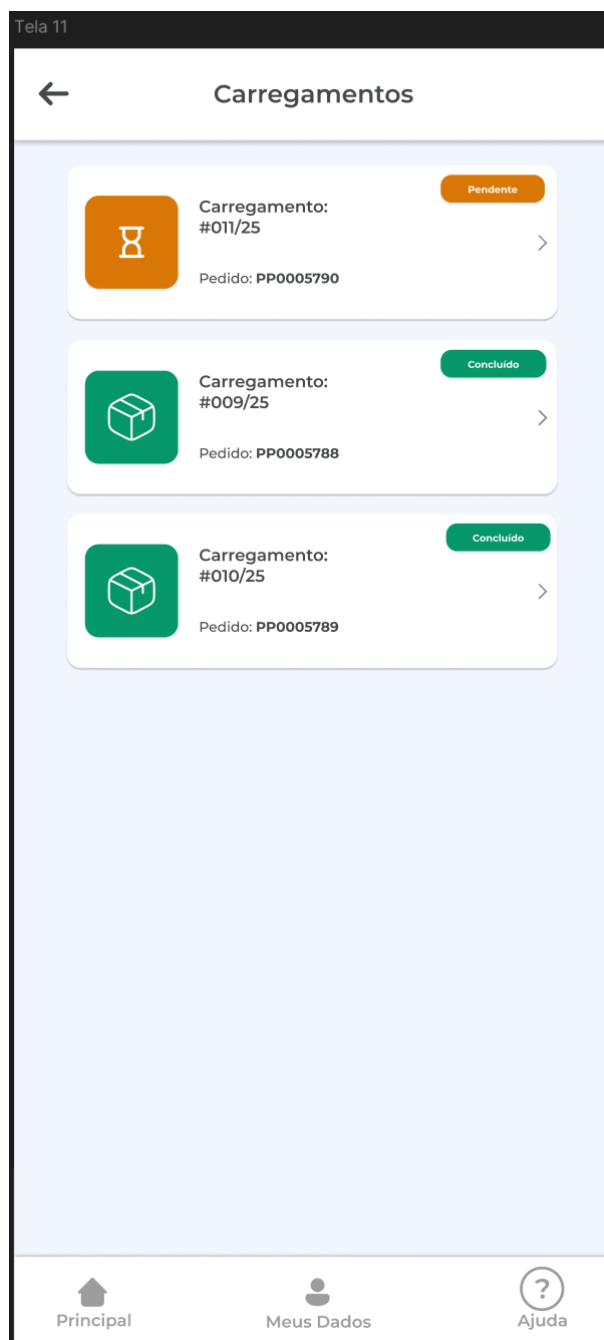 Tela 11
Carregamentos
Pendente
Carregamento:
#011/25
Pedido: PP0005790
Concluído
Carregamento:
#009/25
Pedido: PP0005788
Concluído
Carregamento:
#010/25
Pedido: PP0005789
Principal
Meus Dados
?
Ajuda